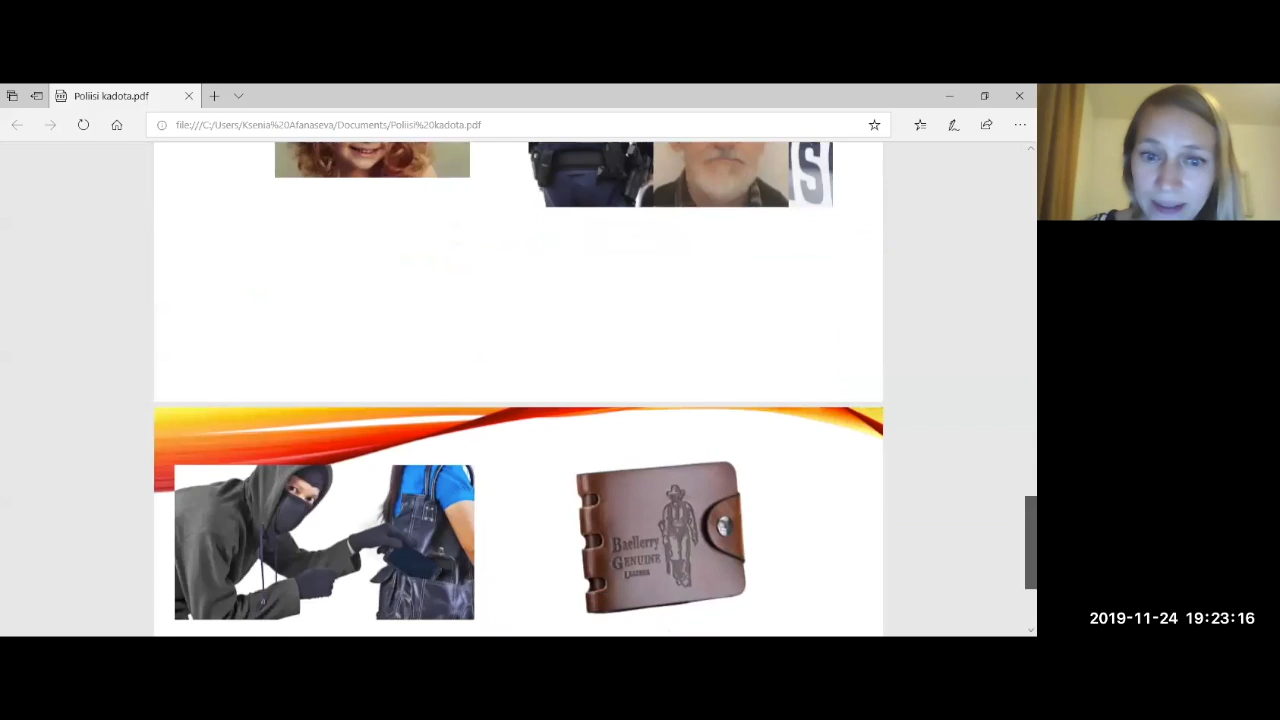 Poliisi kadota.pdf
file:///C:/Users/Ksenia%20Afanaseva/Documents/Poliisi%20kadota.pdf
S
Baellerry
GENUINE
LEATHER
2019-11-24 19:23:16